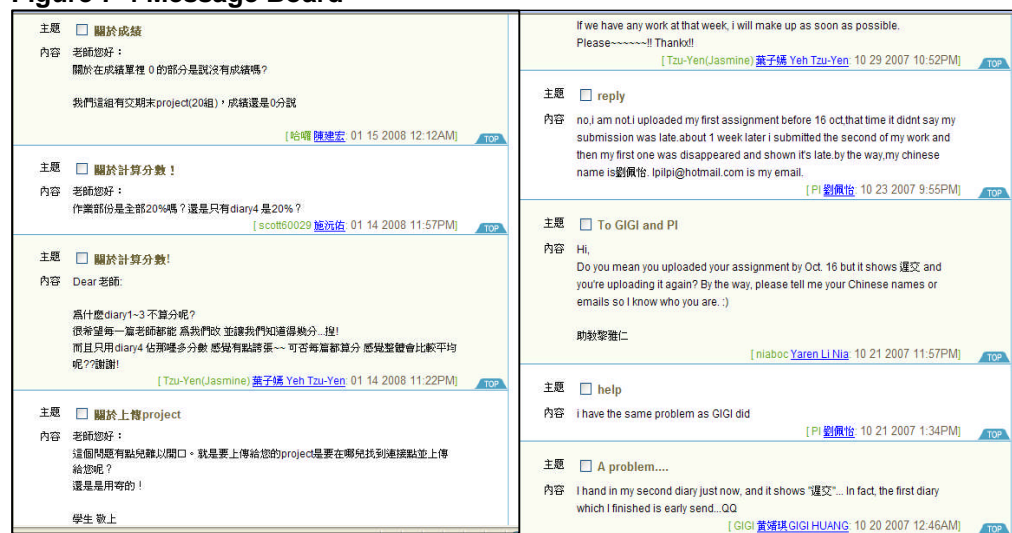 主題 關於成績
內容 老師您好：
關於在成績單裡 0 的部分是說沒有成績嗎?
我們這組有交期末project(20組)，成績還是0分說
[哈囉 陳建宏: 01 15 2008 12:12AM] TOP
主題 關於計算分數！
內容 老師您好：
作業部份是全部20%嗎？還是只有diary4 是20%？
[ scott60029 施沅佑: 01 14 2008 11:57PM] TOP
主題 關於計算分數!
內容 Dear 老師:
為什麼diary1~3 不算分呢?
很希望每一篇老師都能 為我們改 並讓我們知道得幾分...捏!
而且只用diary4 佔那麼多分數 感覺有點誇張~~ 可否每篇都算分 感覺整體會比較平均
呢??謝謝!
[ Tzu-Yen(Jasmine) 葉子嫣 Yeh Tzu-Yen: 01 14 2008 11:22PM] TOP
主題 關於上傳project
內容 老師您好：
這個問題有點兒難以開口。就是要上傳給您的project是要在哪兒找到連接點並上傳
給您呢？
還是是用寄的！
學生 敬上
If we have any work at that week, i will make up as soon as possible.
Please~~~~~~!! Thankx!!
[ Tzu-Yen(Jasmine) 葉子嫣 Yeh Tzu-Yen: 10 29 2007 10:52PM] TOP
主題 reply
內容 no,i am not.i uploaded my first assignment before 16 oct,that time it didnt say my
submission was late.about 1 week later i submitted the second of my work and
then my first one was disappeared and shown it's late.by the way,my chinese
name is劉佩怡. lpilpi@hotmail.com is my email.
[ PI 劉佩怡: 10 23 2007 9:55PM] TOP
主題 To GIGI and PI
內容 Hi,
Do you mean you uploaded your assignment by Oct. 16 but it shows 遲交 and
you're uploading it again? By the way, please tell me your Chinese names or
emails so I know who you are. :)
助教黎雅仁
[ niaboc Yaren Li Nia: 10 21 2007 11:57PM] TOP
主題 help
內容 i have the same problem as GIGI did
[ PI 劉佩怡: 10 21 2007 1:34PM] TOP
主題 A problem....
內容 I hand in my second diary just now, and it shows "遲交"... In fact, the first diary
which I finished is early send...QQ
[ GIGI 黃婧琪GIGI HUANG: 10 20 2007 12:46AM] TOP